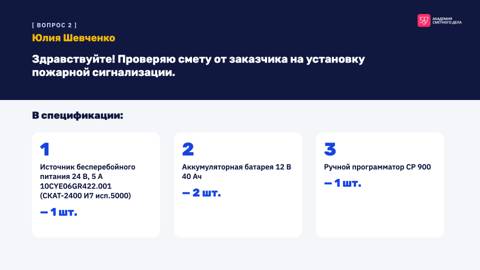 [ ВОПРОС 2 ]
АКАДЕМИЯ
СМЕТНОГО ДЕЛА
Юлия Шевченко
Здравствуйте! Проверяю смету от заказчика на установку
пожарной сигнализации.
В спецификации:
1
Источник бесперебойного
питания 24 В, 5 А
10CYE06GR422.001
(СКАТ-2400 И7 исп.5000)
— 1 шт.
2
Аккумуляторная батарея 12 В
40 Ач
— 2 шт.
3
Ручной программатор СР 900
— 1 шт.